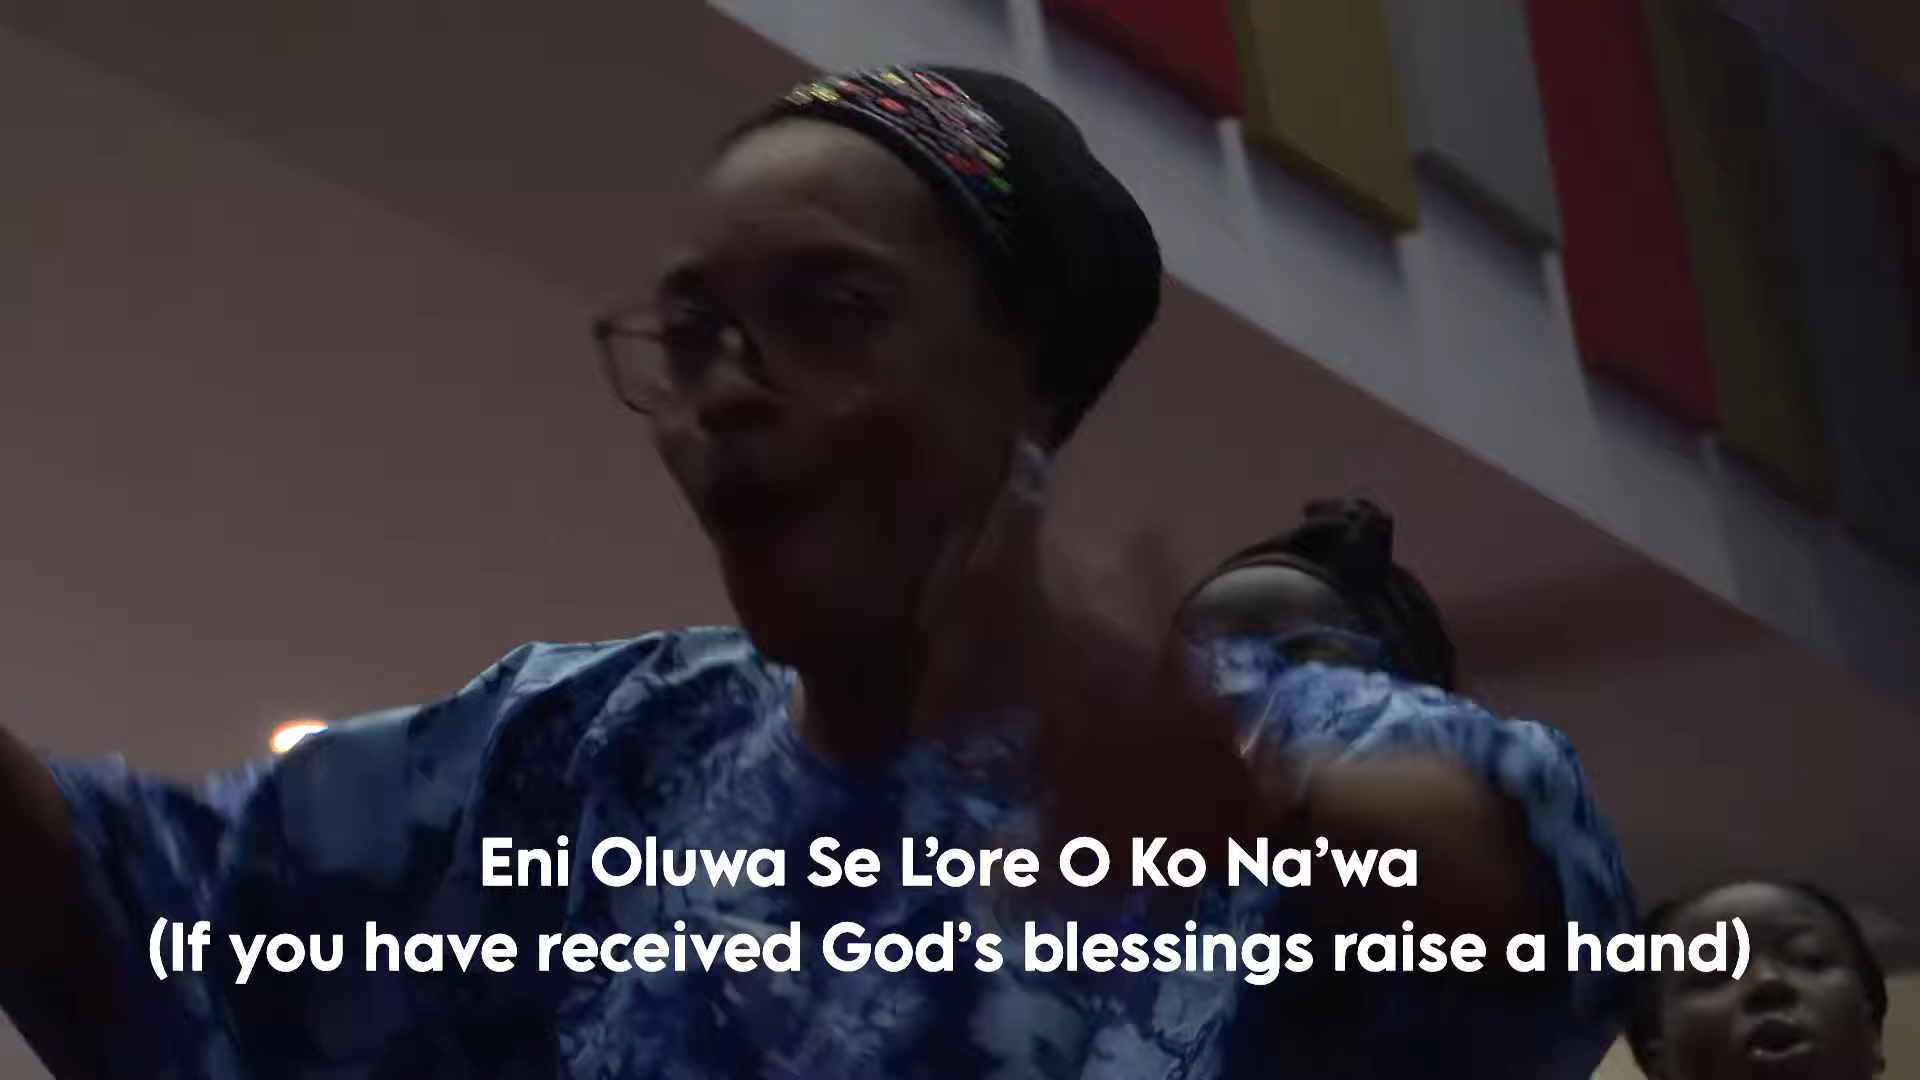 Eni Oluwa Se L’ore O Ko Na’wa
(If you have received God’s blessings raise a hand)